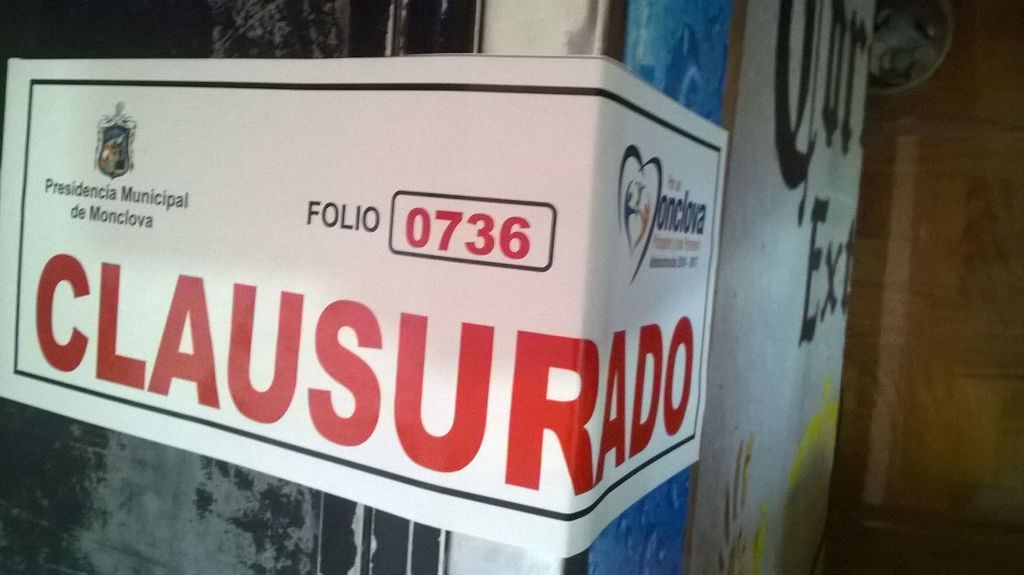 Presidencia Municipal
de Monclova
FOLIO 0736
Monclova
CLAUSURADO